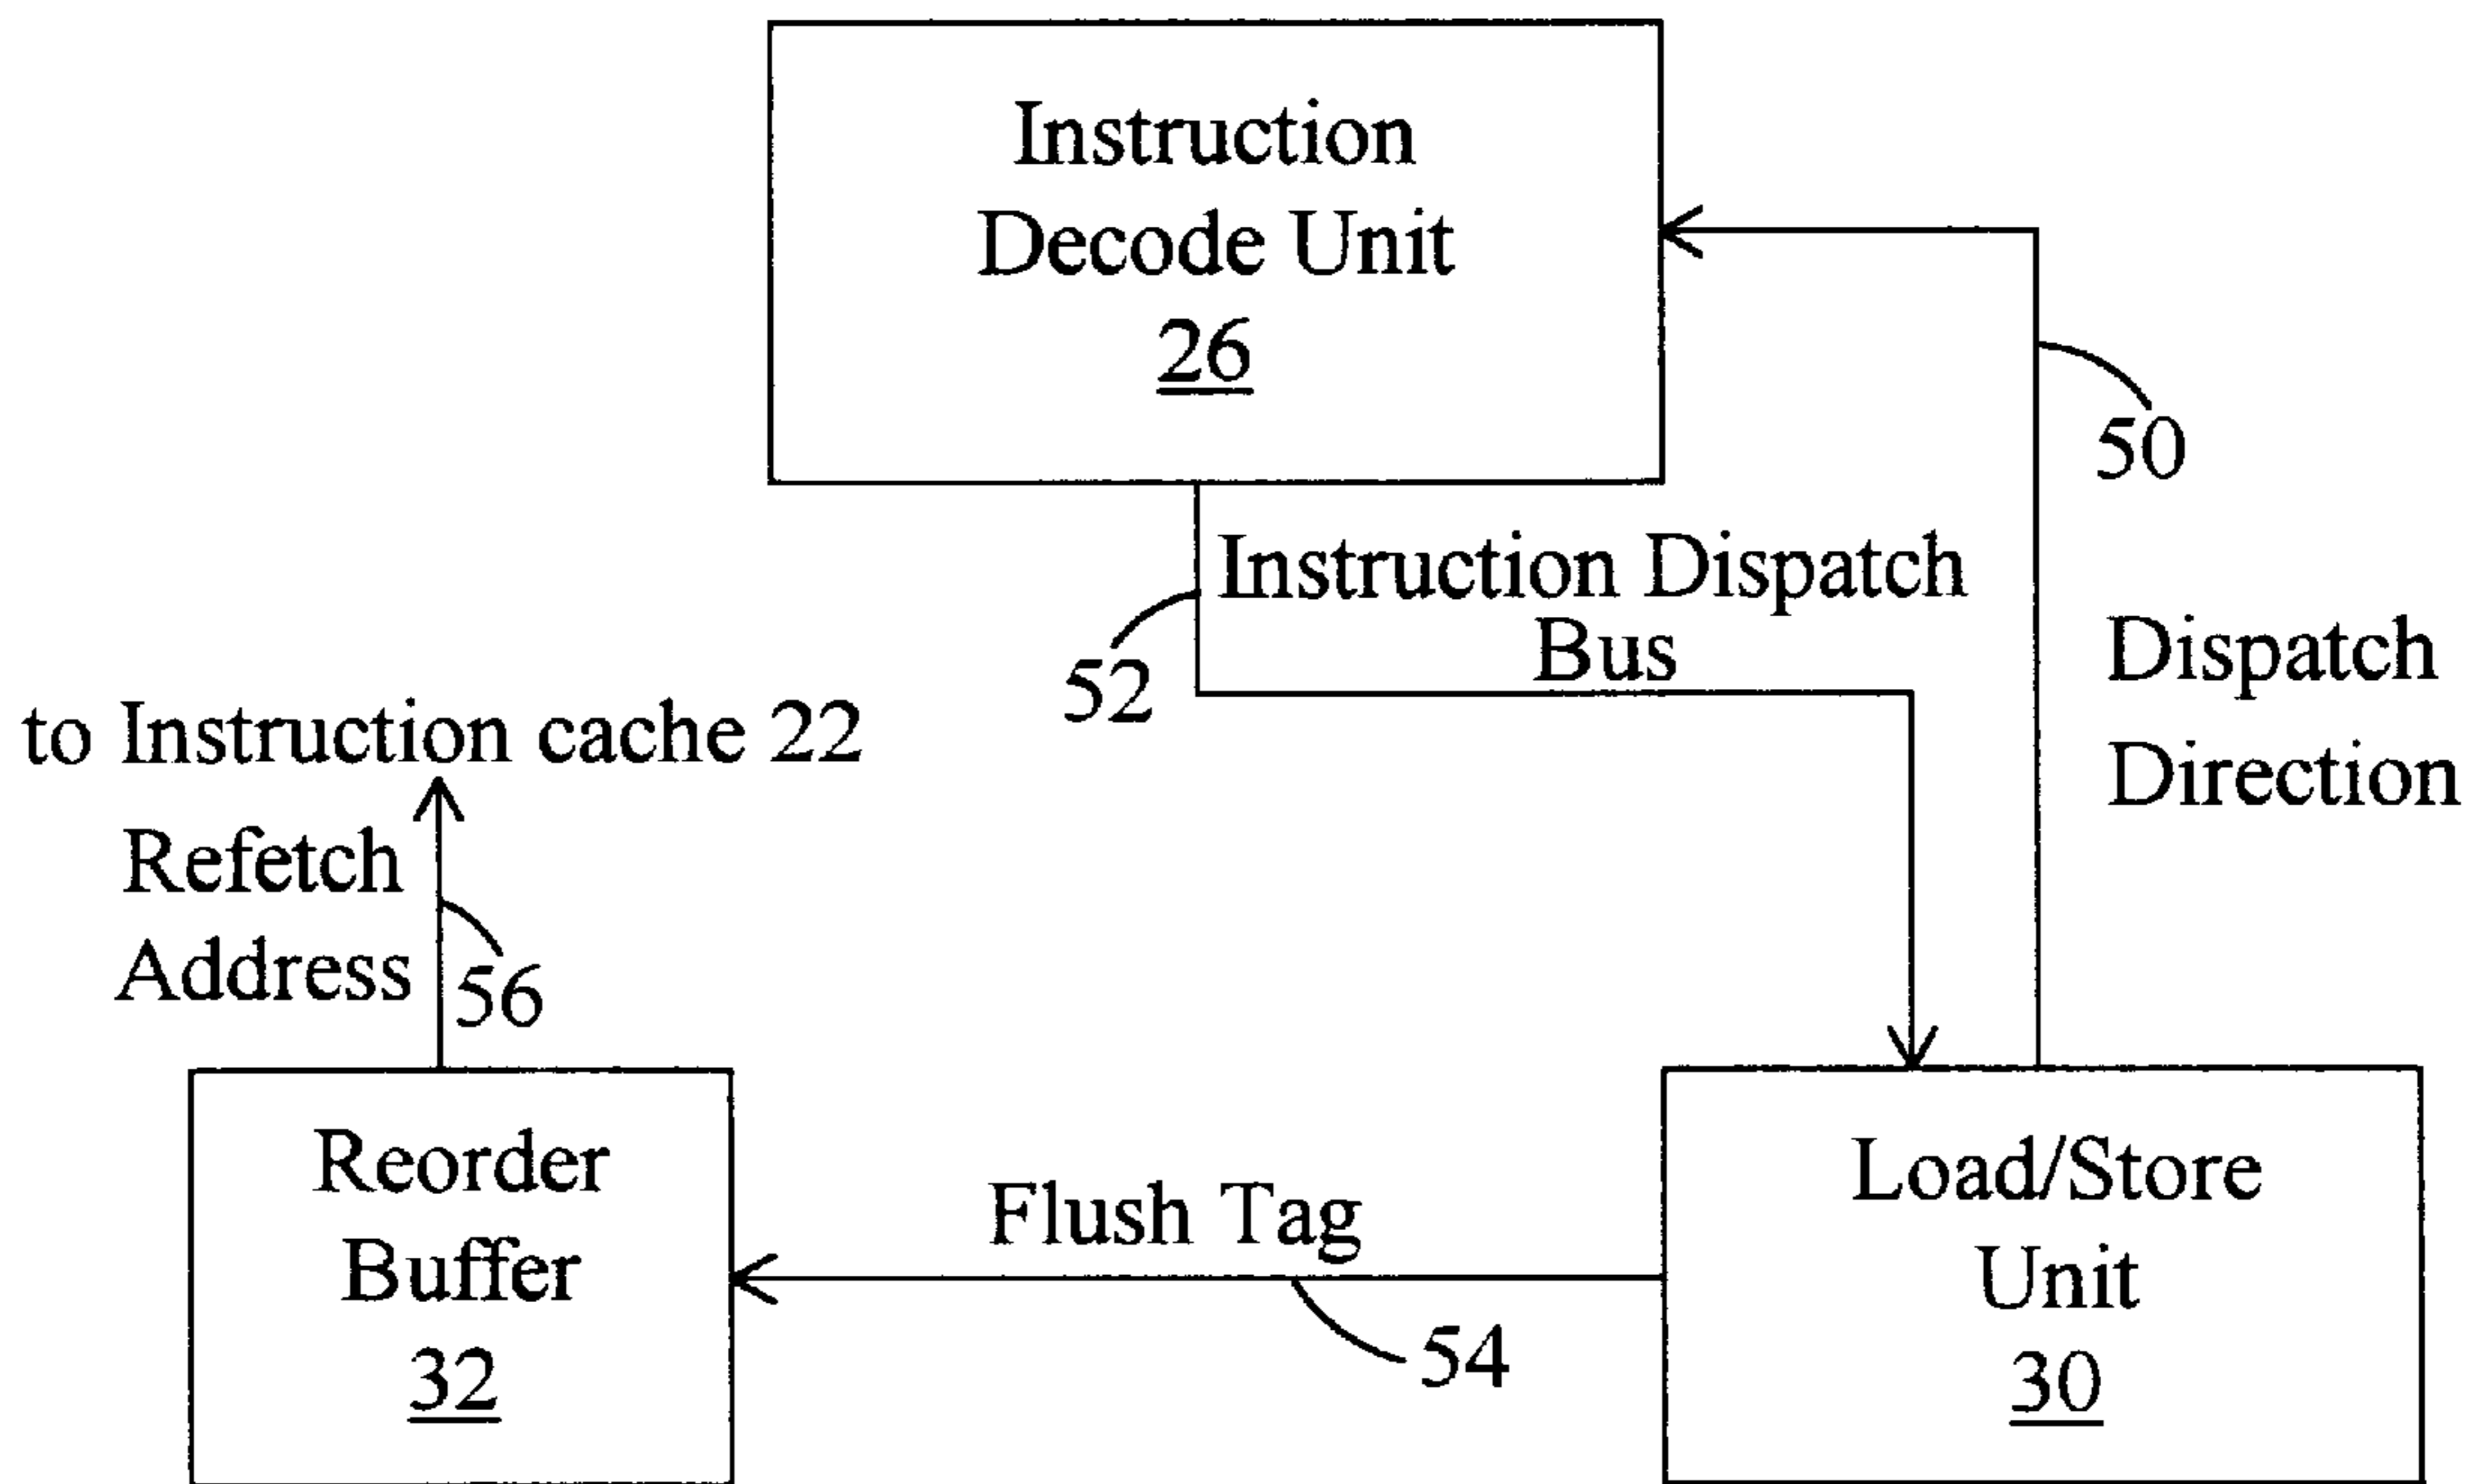 Instruction
Decode Unit
26
50
Instruction Dispatch
Bus
52
Dispatch
Direction
to Instruction cache 22
Refetch
Address
56
Reorder
Buffer
32
Flush Tag
54
Load/Store
Unit
30